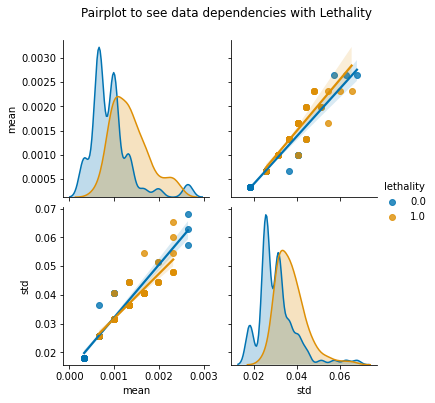 Pairplot to see data dependencies with Lethality
0.0030
0.0025
0.0020
0.0015
0.0010
0.0005
mean
lethality
0.0
1.0
0.07
0.06
0.05
0.04
0.03
0.02
std
0.000 0.001 0.002 0.003
mean
0.02 0.04 0.06
std